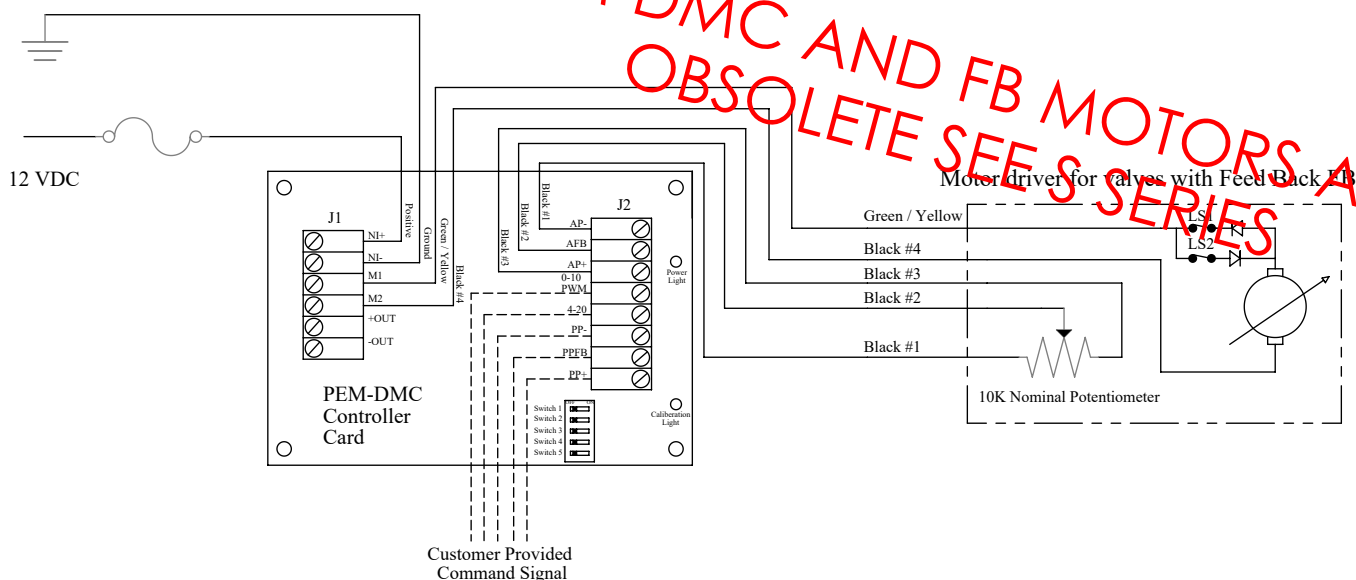 DMC AND FB MOTORS A
OBSOLETE SEE S SERIES
12 VDC
Motor driver for valves with Feed Back FB
J1
NI+
NI-
M1
M2
+OUT
-OUT
Positive
Ground
Green / Yellow
Black #4
Black #3
Black #2
Black #1
J2
AP-
AFB
AP+
0-10
PWM
4-20
PP-
PPFB
PP+
Power
Light
Caliberation
Light
PEM-DMC
Controller
Card
Switch 1
Switch 2
Switch 3
Switch 4
Switch 5
Green / Yellow
Black #4
Black #3
Black #2
Black #1
LS1
LS2
10K Nominal Potentiometer
Customer Provided
Command Signal